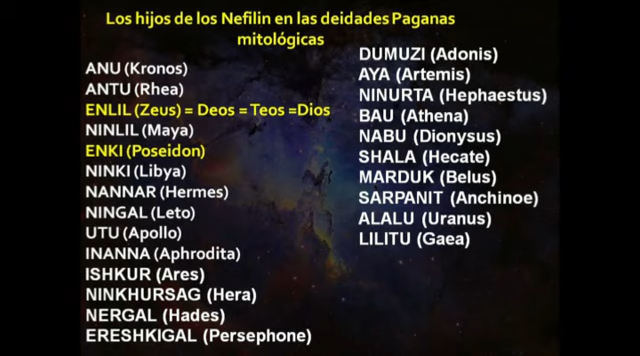 Los hijos de los Nefilin en las deidades Paganas
mitológicas
ANU (Kronos)
ANTU (Rhea)
ENLIL (Zeus) = Deos = Teos =Dios
NINLIL (Maya)
ENKI (Poseidon)
NINKI (Libya)
NANNAR (Hermes)
NINGAL (Leto)
UTU (Apollo)
INANNA (Aphrodita)
ISHKUR (Ares)
NINKHURSAG (Hera)
NERGAL (Hades)
ERESHKIGAL (Persephone)
DUMUZI (Adonis)
AYA (Artemis)
NINURTA (Hephaestus)
BAU (Athena)
NABU (Dionysus)
SHALA (Hecate)
MARDUK (Belus)
SARPANIT (Anchinoe)
ALALU (Uranus)
LILITU (Gaea)